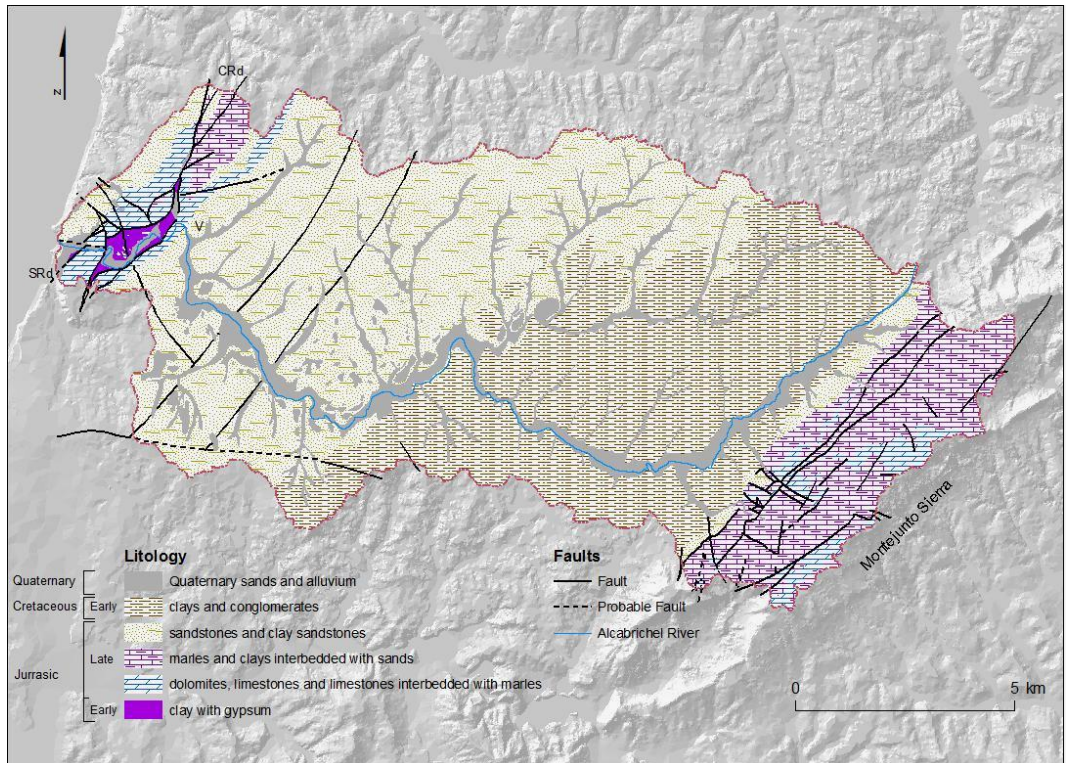 CRd
N
V
SRd
Montejunto Sierra
Litology
Quaternary
Quaternary sands and alluvium
Cretaceous
Early
clays and conglomerates
sandstones and clay sandstones
Jurrasic
Late
marles and clays interbedded with sands
dolomites, limestones and limestones interbedded with marles
Early
clay with gypsum
Faults
Fault
Probable Fault
Alcabrichel River
0
5 km